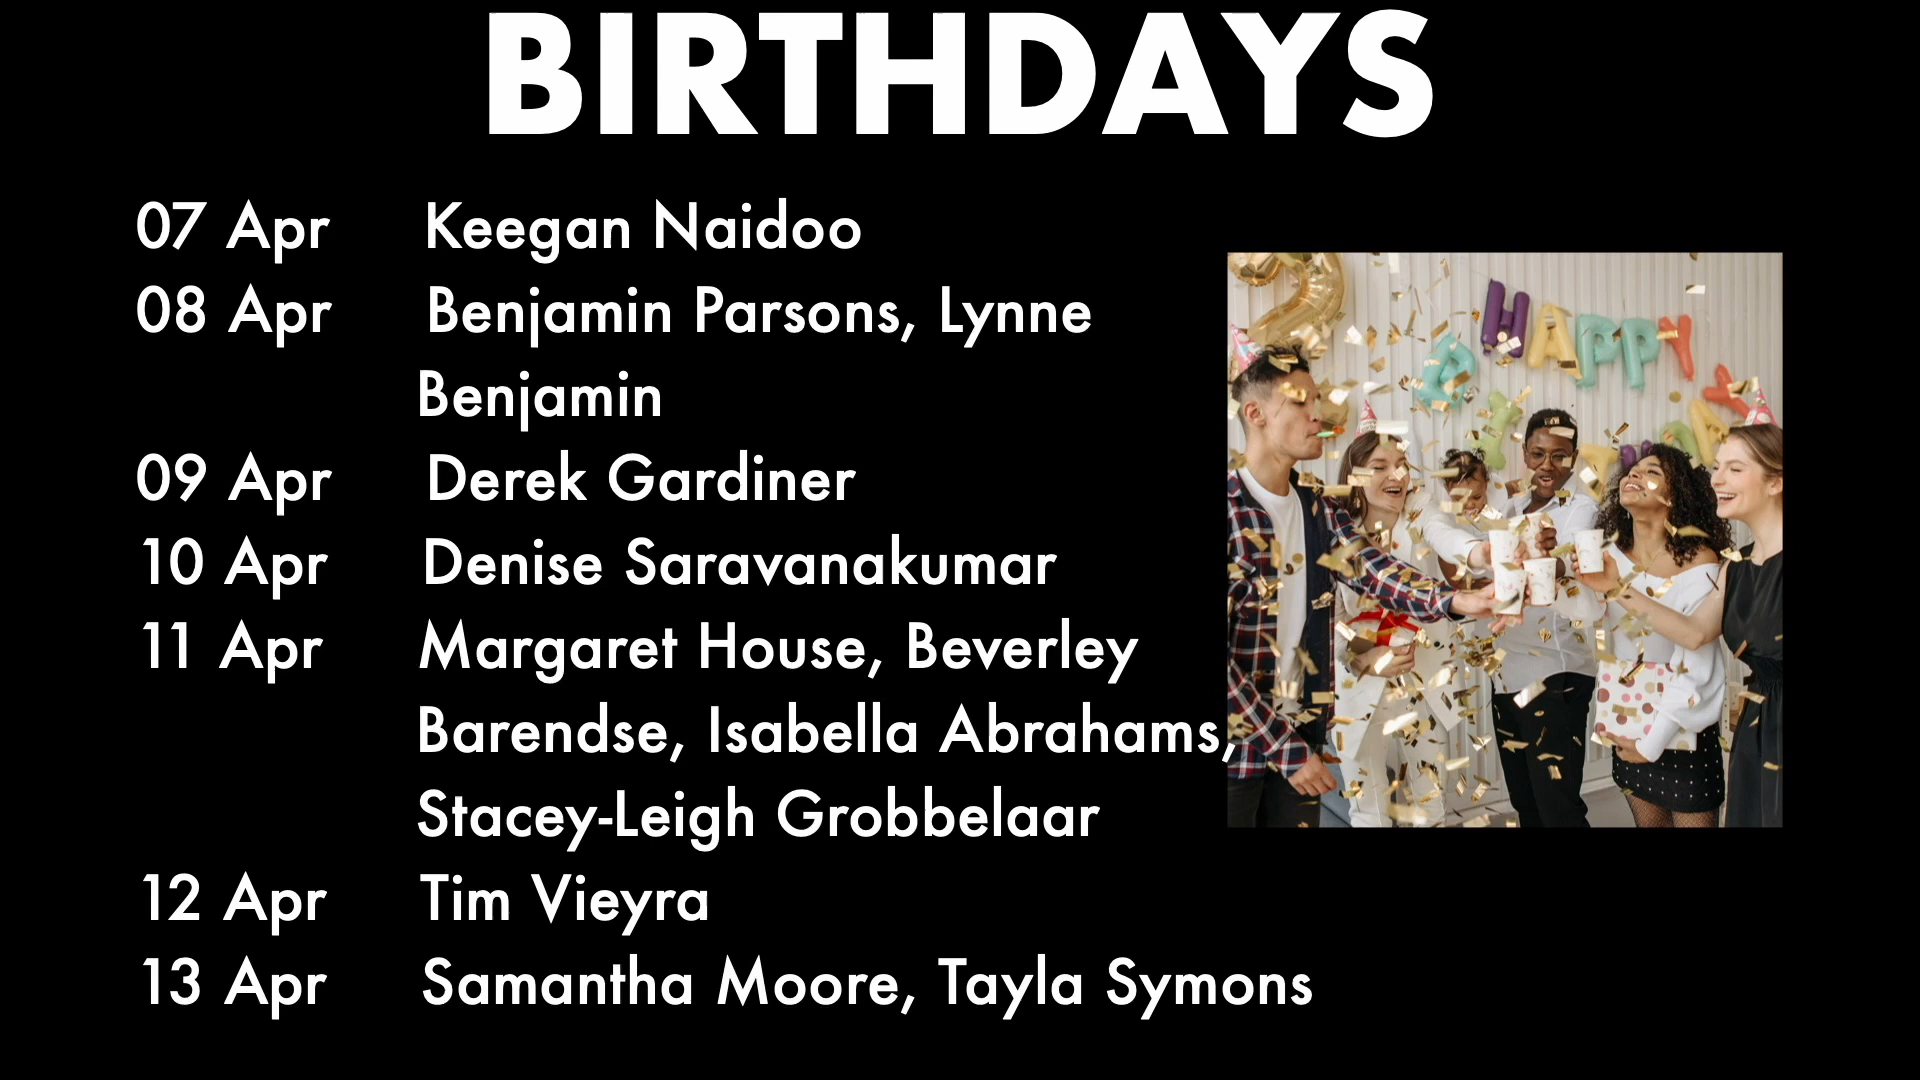 BIRTHDAYS
07 Apr Keegan Naidoo
08 Apr Benjamin Parsons, Lynne
Benjamin
09 Apr Derek Gardiner
10 Apr Denise Saravanakumar
11 Apr Margaret House, Beverley
Barendse, Isabella Abrahams,
Stacey-Leigh Grobbelaar
12 Apr Tim Vieyra
13 Apr Samantha Moore, Tayla Symons
HAPPY